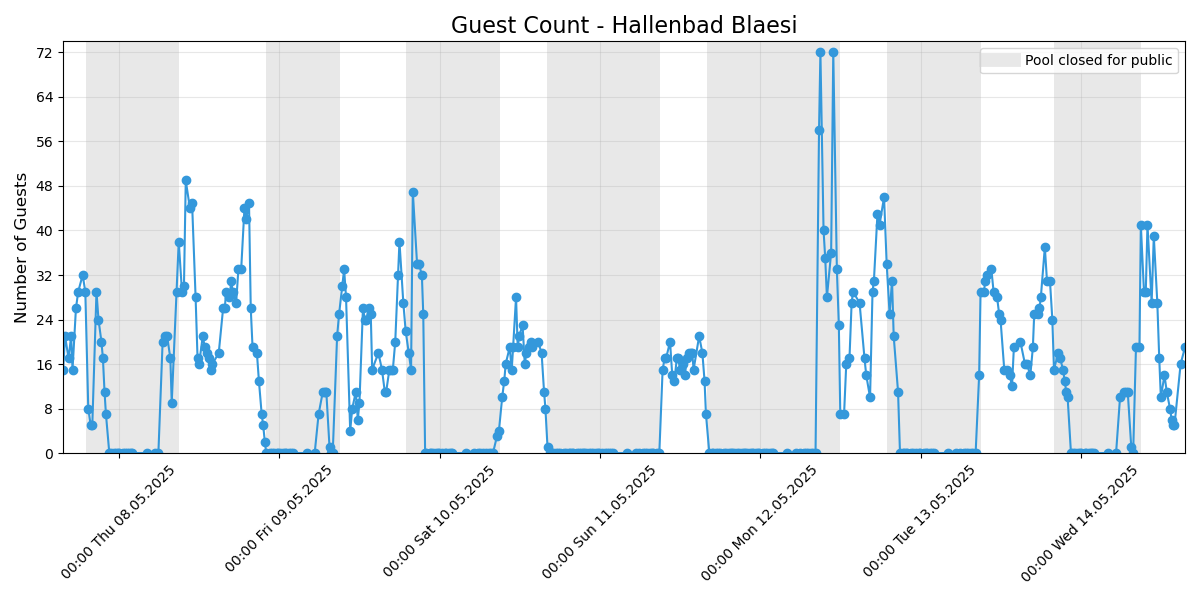 Guest Count - Hallenbad Blaesi
Pool closed for public
Number of Guests
72
64
56
48
40
32
24
16
8
0
00:00 Thu 08.05.2025
00:00 Fri 09.05.2025
00:00 Sat 10.05.2025
00:00 Sun 11.05.2025
00:00 Mon 12.05.2025
00:00 Tue 13.05.2025
00:00 Wed 14.05.2025